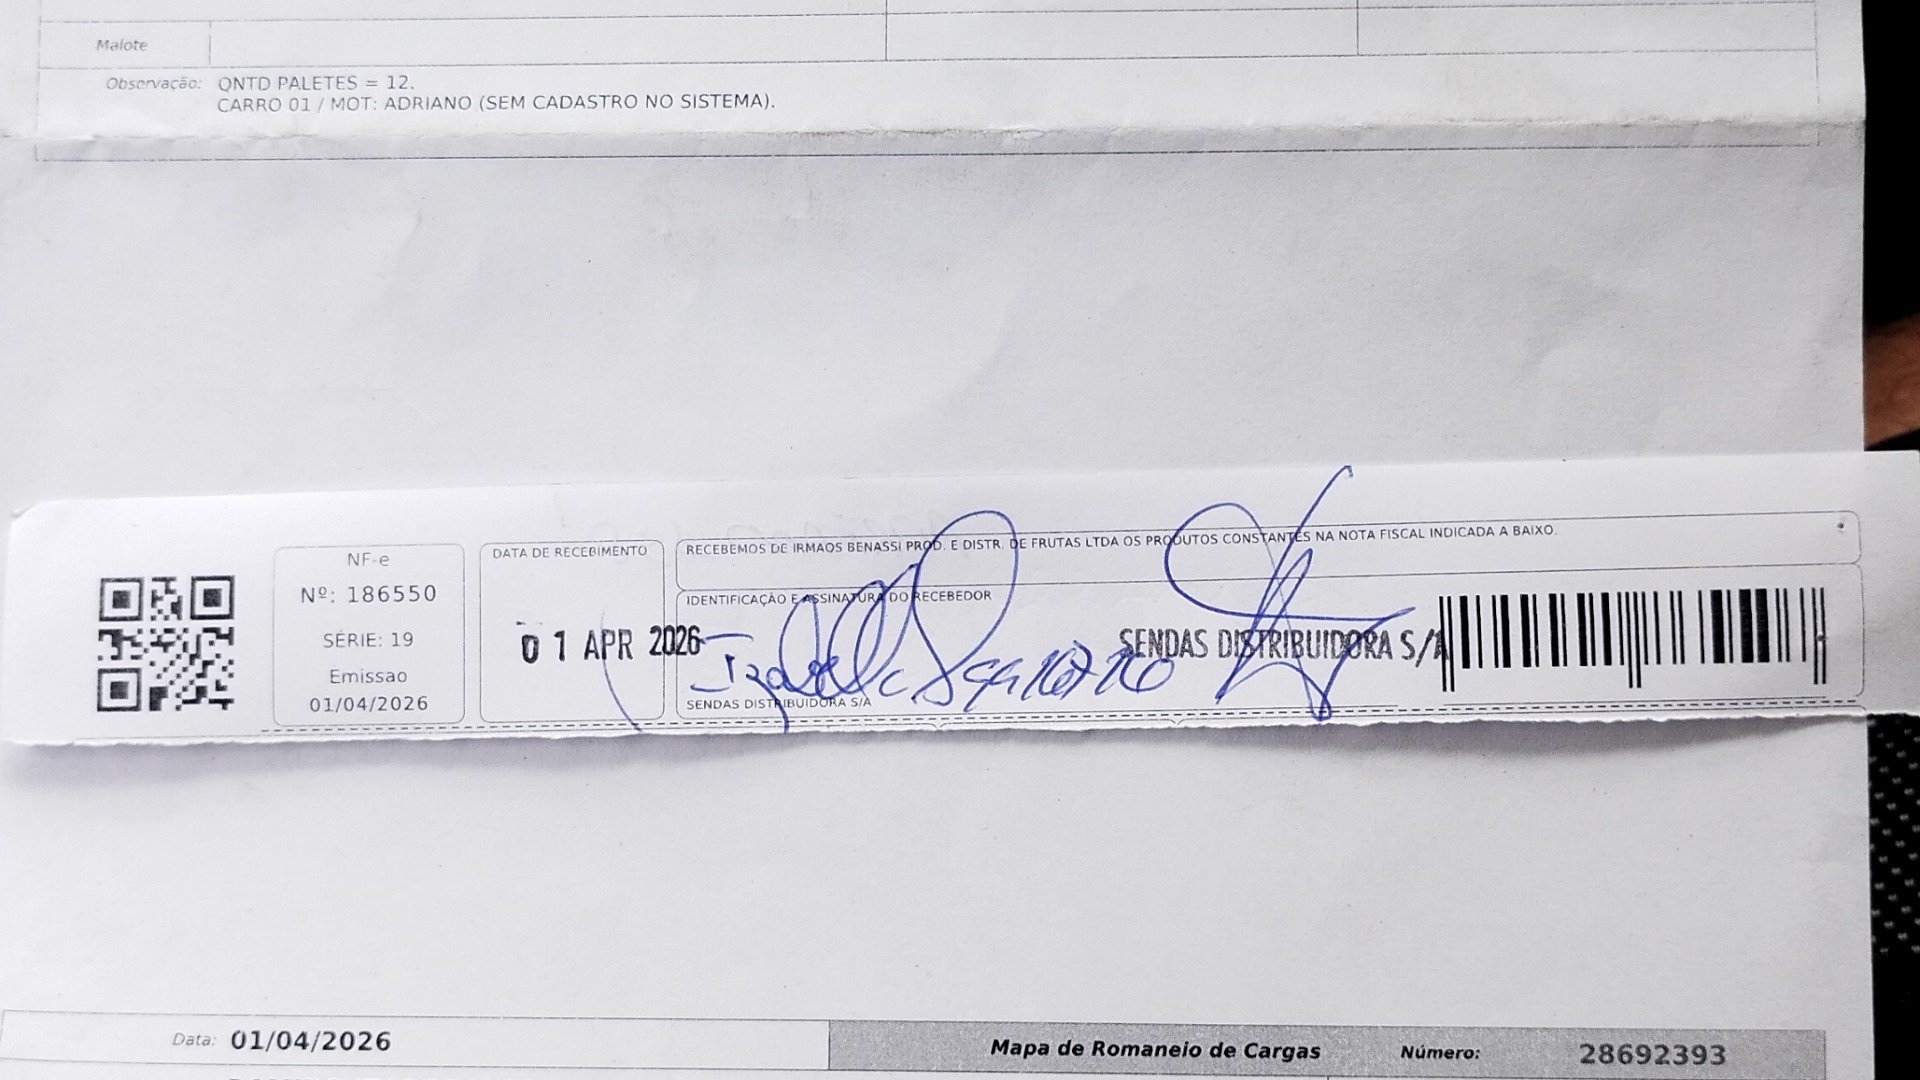 Malote
Observação: QNTD PALETES = 12.
CARRO 01 / MOT: ADRIANO (SEM CADASTRO NO SISTEMA).
NF-e
Nº: 186550
SÉRIE: 19
Emissao
01/04/2026
DATA DE RECEBIMENTO
01 APR 2026
RECEBEMOS DE IRMAOS BENASSI PROD. E DISTR. DE FRUTAS LTDA OS PRODUTOS CONSTANTES NA NOTA FISCAL INDICADA A BAIXO.
IDENTIFICAÇÃO E ASSINATURA DO RECEBEDOR
SENDAS DISTRIBUIDORA S/A
SENDAS DISTRIBUIDORA S/A
Data: 01/04/2026
Mapa de Romaneio de Cargas Número: 28692393